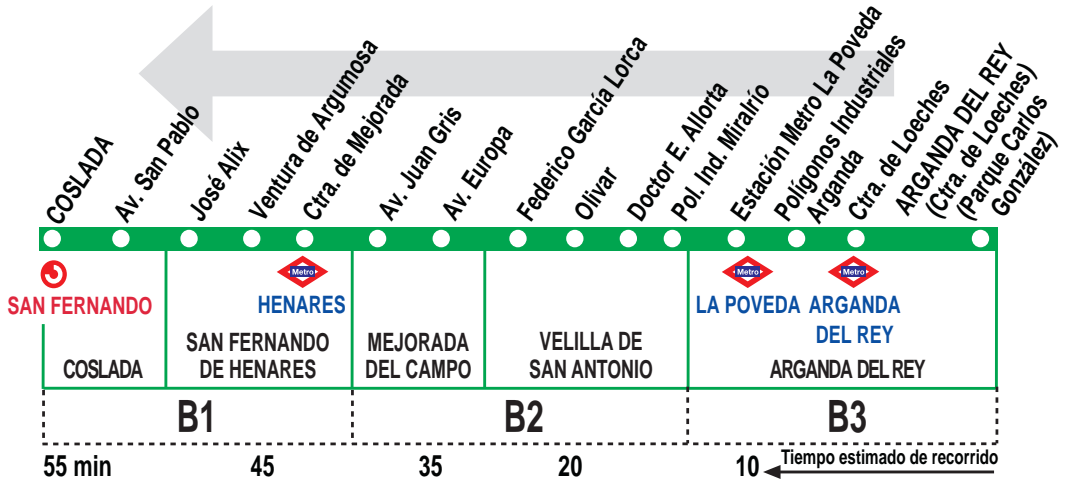 COSLADA
Av. San Pablo
José Alix
Ventura de Argumosa
Ctra. de Mejorada
Av. Juan Gris
Av. Europa
Federico García Lorca
Olivar
Doctor E. Allorta
Pol. Ind. Miralrío
Estación Metro La Poveda
Polígonos Industriales
Arganda
Ctra. de Loeches
ARGANDA DEL REY
(Ctra. de Loeches)
(Parque Carlos
González)
Metro
Metro
Metro
SAN FERNANDO
HENARES
LA POVEDA
ARGANDA
DEL REY
COSLADA
SAN FERNANDO
DE HENARES
MEJORADA
DEL CAMPO
VELILLA DE
SAN ANTONIO
ARGANDA DEL REY
B1
B2
B3
55 min
45
35
20
10
Tiempo estimado de recorrido